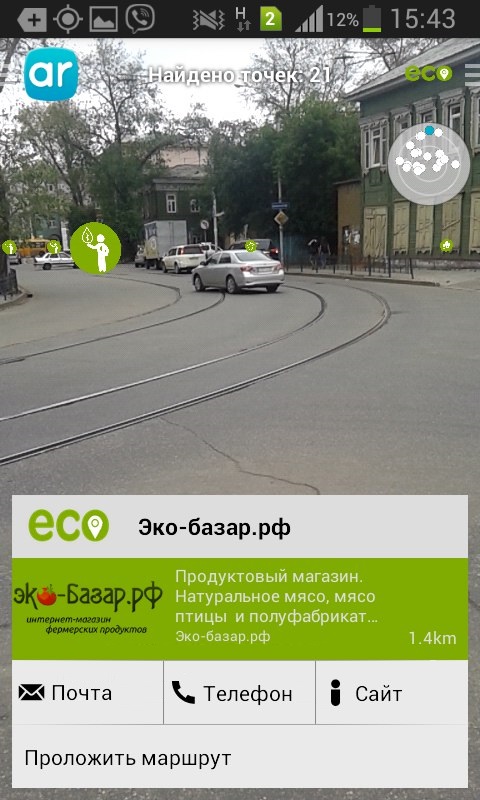 H 2 12% 15:43
ar Найдено точек: 21 eco
eco Эко-базар.рф
эко-базар.рф
интернет-магазин
фермерских продуктов
Продуктовый магазин.
Натуральное мясо, мясо
птицы и полуфабрикат...
Эко-базар.рф 1.4km
Почта Телефон Сайт
Проложить маршрут